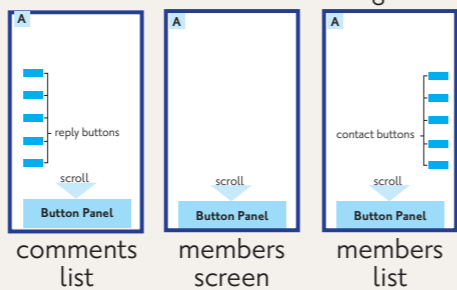 A
reply buttons
scroll
Button Panel
comments
list
A
scroll
Button Panel
members
screen
A
contact buttons
scroll
Button Panel
members
list